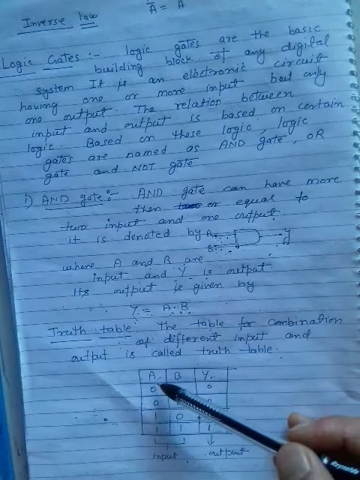 Inverse law A̿ = A
Logic Gates :- Logic gates are the basic
building block of any digital
system It is an electronic circuit
having one or more input but only
one output. The relation between
input and output is based on certain
logic. Based on these logic, logic
gates are named as AND gate, OR
gate and NOT gate
i) AND gate :- AND gate can have more
then or equal to
two input and one output
it is denoted by A B Y
where A and B are
input and Y is output
Its output is given by
Y = A.B
Truth table. The table for combination
of different input and
output is called truth table.
A B Y
0 0
0 0
1 0
1 1 1
input output
Reynolds